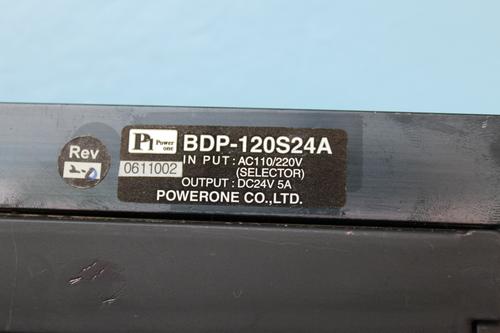 Rev
P1 Power one
BDP-120S24A
0611002
IN PUT : AC110/220V
(SELECTOR)
OUTPUT : DC24V 5A
POWERONE CO.,LTD.